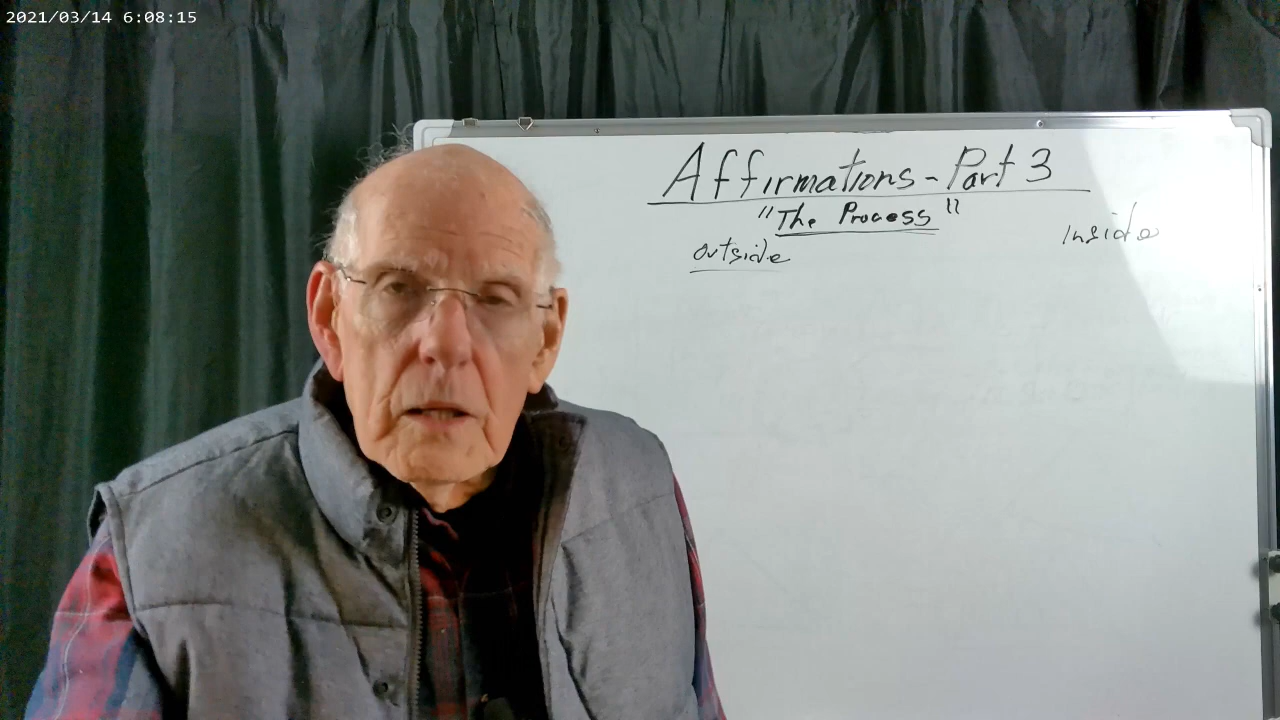 2021/03/14 6:08:15
Affirmations - Part 3
"The Process"
outside
Inside